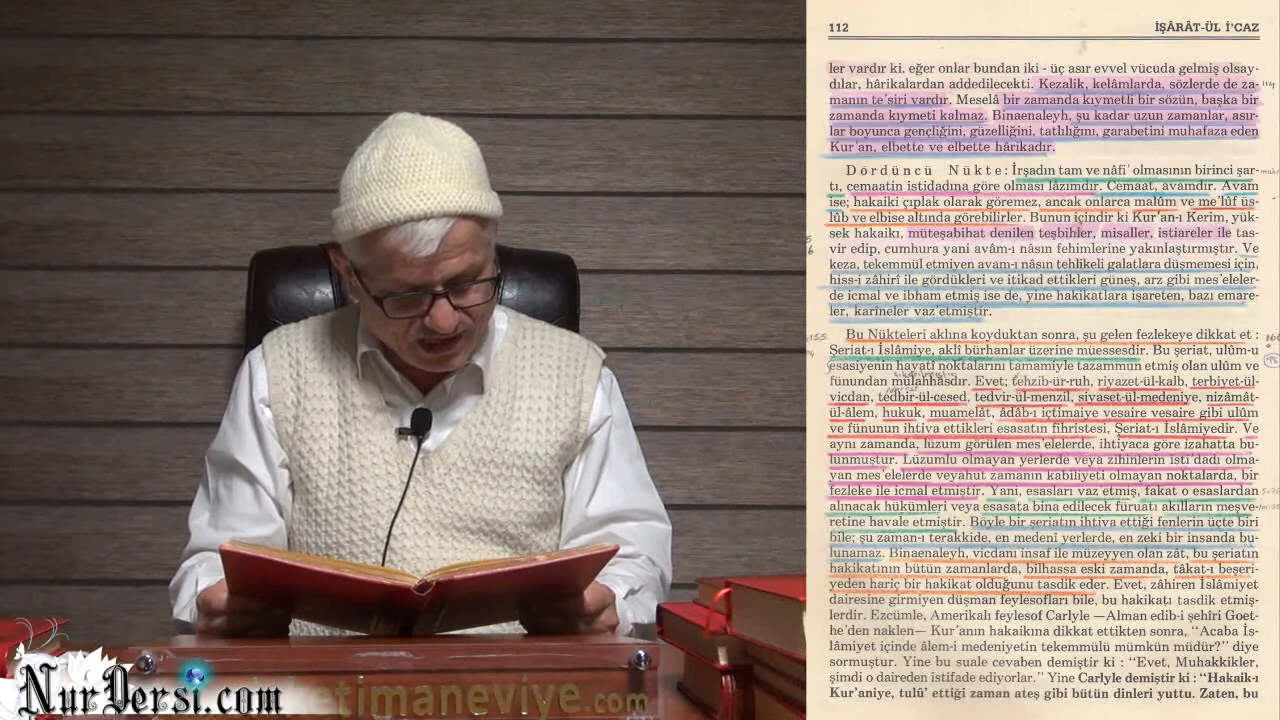 112 İŞÂRÂT-ÜL İ'CAZ
ler vardır ki. eğer onlar bundan iki - üç asır evvel vücuda gelmiş olsay-
dılar, hârikalardan addedilecekti. Kezalik, kelâmlarda, sözlerde de za-
manın te'siri vardır. Meselâ bir zamanda kıymetli bir sözün, başka bir
zamanda kıymeti kalmaz. Binaenaleyh, şu kadar uzun zamanlar, asır-
lar boyunca gençliğini, güzelliğini, tatlılığını, garabetini muhafaza eden
Kur'an, elbette ve elbette hârikadır.
Dördüncü Nükte: İrşadın tam ve nâfi' olmasının birinci şar-
tı, cemaatin istidadına göre olması lâzımdır. Cemaat, avamdır. Avam
ise; hakaiki çıplak olarak göremez, ancak onlarca malûm ve me'lûf üs-
lûb ve elbise altında görebilirler. Bunun içindir ki Kur'an-ı Kerim, yük-
sek hakaikı, müteşabihat denilen teşbihler, misaller, istiareler ile tas-
vir edip, cumhura yani avâm-ı nâsın fehimlerine yakınlaştırmıştır. Ve
keza, tekemmül etmiyen avam-ı nâsın tehlikeli galatlara düşmemesi için,
hiss-i zâhirî ile gördükleri ve itikad ettikleri güneş, arz gibi mes'eleler-
de icmal ve ibham etmiş ise de, yine hakikatlara işareten, bazı emare-
ler, karineler vaz'etmiştir.
Bu Nükteleri aklına koyduktan sonra, şu gelen fezlekeye dikkat et :
Şeriat-ı İslâmiye, aklî bürhanlar üzerine müessesdir. Bu şeriat, ulûm-u
esasiyenin hayatî noktalarını tamamiyle tazammun etmiş olan ulûm ve
fünundan mülahhasdır. Evet; tehzib-ür-ruh, riyazet-ül-kalb, terbiyet-ül-
vicdan, tedbir-ül-cesed, tedvir-ül-menzil, siyaset-ül-medeniye, nizâmât-
ül-âlem, hukuk, muamelât, âdâb-ı içtimaiye vesaire vesaire gibi ulûm
ve fünunun ihtiva ettikleri esasatın fihristesi, Şeriat-ı İslâmiyedir. Ve
aynı zamanda, lüzum görülen mes'elelerde, ihtiyaca göre izahatta bu-
lunmuştur. Lüzumlu olmayan yerlerde veya zihinlerin isti'dadı olma-
yan mes'elelerde veyahut zamanın kabiliyeti olmayan noktalarda, bir
fezleke ile icmal etmiştir. Yani, esasları vaz etmiş, fakat o esaslardan
alınacak hükümleri veya esasata bina edilecek füruatı akılların meşve-
retine havale etmiştir. Böyle bir şeriatın ihtiva ettiği fenlerin üçte biri
bile; şu zaman-ı terakkide, en medenî yerlerde, en zeki bir insanda bu-
lunamaz. Binaenaleyh, vicdanı insaf ile müzeyyen olan zât, bu şeriatın
hakikatının bütün zamanlarda, bilhassa eski zamanda, tâkat-ı beşeri-
yeden hariç bir hakikat olduğunu tasdik eder. Evet, zâhiren İslâmiyet
dairesine girmiyen düşman feylesofları bile, bu hakikatı tasdik etmiş-
lerdir. Ezcümle, Amerikalı feylesof Carlyle —Alman edib-i şehîri Goet-
he'den naklen— Kur'anın hakaikına dikkat ettikten sonra, "Acaba İs-
lâmiyet içinde âlem-i medeniyetin tekemmülü mümkün müdür?" diye
sormuştur. Yine bu suale cevaben demiştir ki : "Evet, Muhakkikler,
şimdi o daireden istifade ediyorlar." Yine Carlyle demiştir ki : "Hakaik-ı
Kur'aniye, tulû' ettiği zaman ateş gibi bütün dinleri yuttu. Zaten, bu
NurDersi.com
etimaneviye.com